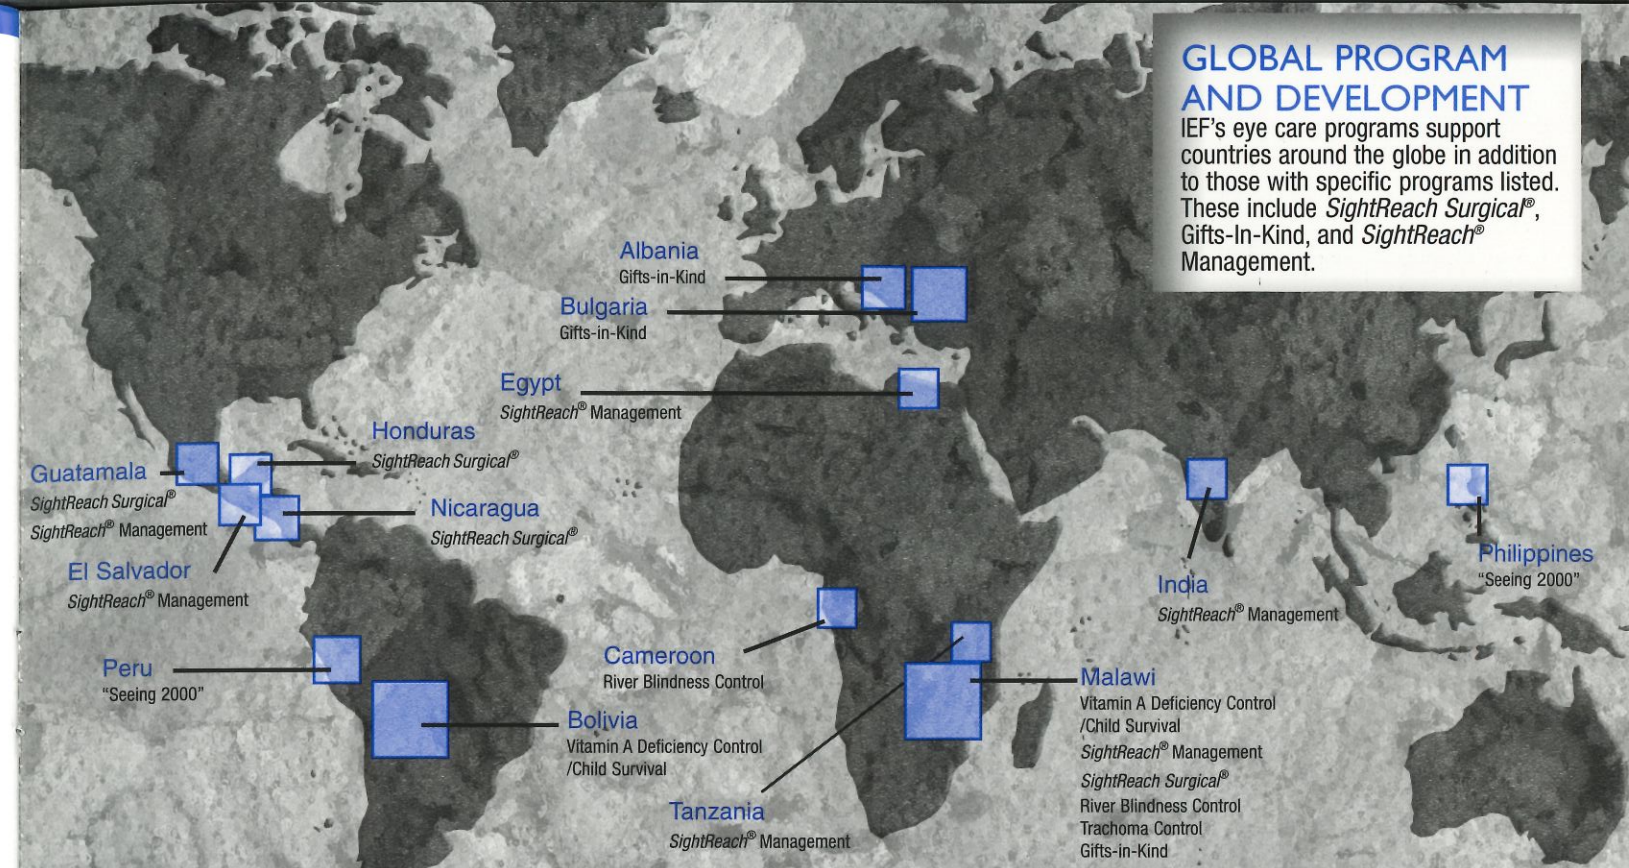 GLOBAL PROGRAM
AND DEVELOPMENT
IEF's eye care programs support
countries around the globe in addition
to those with specific programs listed.
These include SightReach Surgical®,
Gifts-In-Kind, and SightReach®
Management.
Albania
Gifts-in-Kind
Bulgaria
Gifts-in-Kind
Egypt
SightReach® Management
Honduras
SightReach Surgical®
Guatamala
SightReach Surgical®
SightReach® Management
Nicaragua
SightReach Surgical®
El Salvador
SightReach® Management
Peru
"Seeing 2000"
Bolivia
Vitamin A Deficiency Control
/Child Survival
Cameroon
River Blindness Control
Tanzania
SightReach® Management
Malawi
Vitamin A Deficiency Control
/Child Survival
SightReach® Management
SightReach Surgical®
River Blindness Control
Trachoma Control
Gifts-in-Kind
India
SightReach® Management
Philippines
"Seeing 2000"